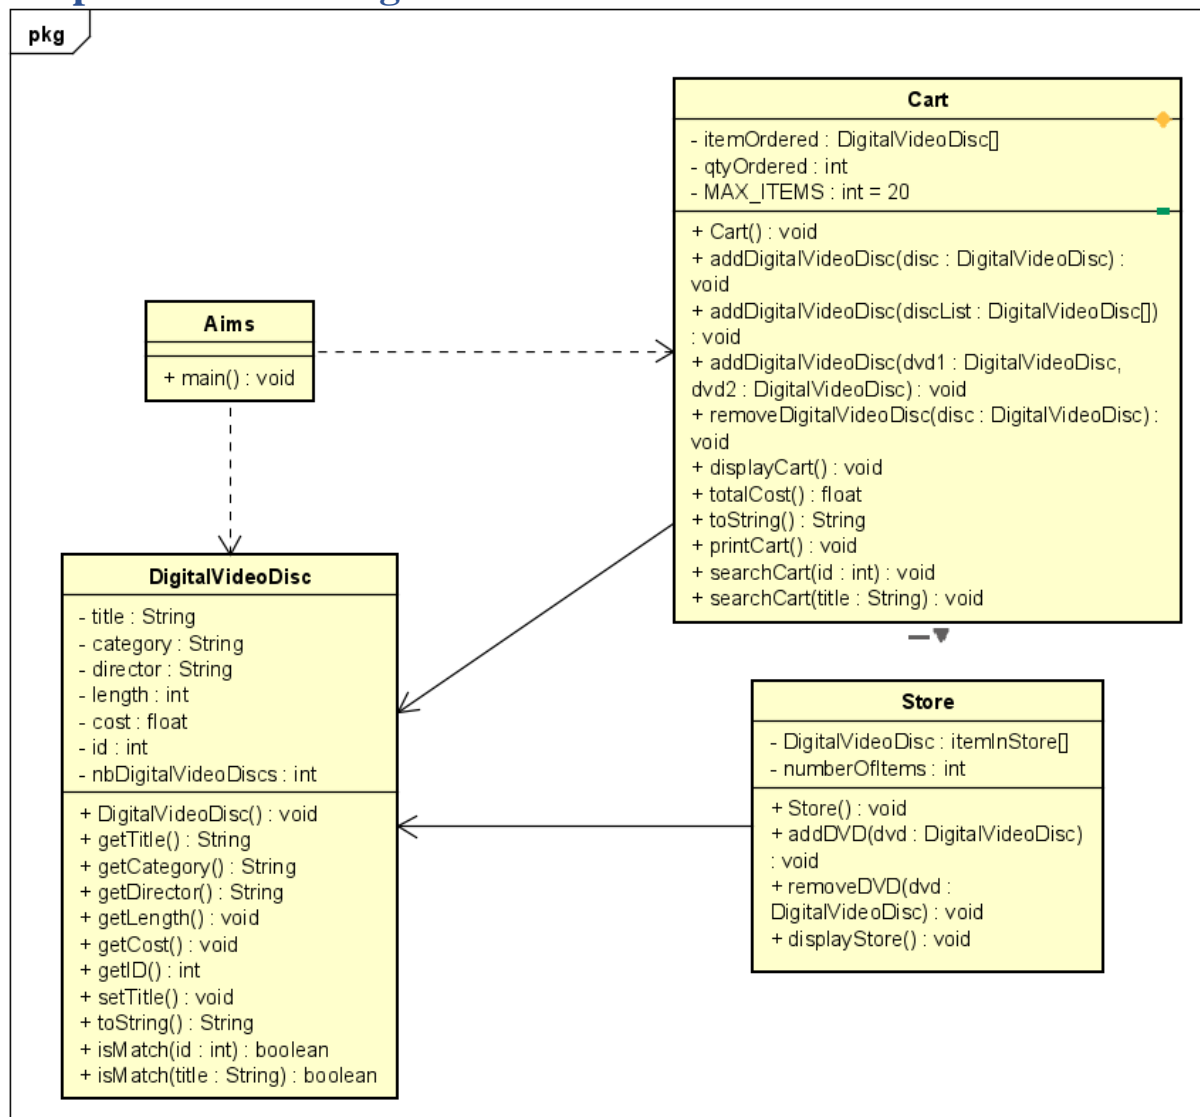 pkg
Cart
- itemOrdered : DigitalVideoDisc[]
- qtyOrdered : int
- MAX_ITEMS : int = 20
+ Cart() : void
+ addDigitalVideoDisc(disc : DigitalVideoDisc) :
void
+ addDigitalVideoDisc(discList : DigitalVideoDisc[])
: void
+ addDigitalVideoDisc(dvd1 : DigitalVideoDisc,
dvd2 : DigitalVideoDisc) : void
+ removeDigitalVideoDisc(disc : DigitalVideoDisc) :
void
+ displayCart() : void
+ totalCost() : float
+ toString() : String
+ printCart() : void
+ searchCart(id : int) : void
+ searchCart(title : String) : void
Aims
+ main() : void
DigitalVideoDisc
- title : String
- category : String
- director : String
- length : int
- cost : float
- id : int
- nbDigitalVideoDiscs : int
+ DigitalVideoDisc() : void
+ getTitle() : String
+ getCategory() : String
+ getDirector() : String
+ getLength() : void
+ getCost() : void
+ getID() : int
+ setTitle() : void
+ toString() : String
+ isMatch(id : int) : boolean
+ isMatch(title : String) : boolean
Store
- DigitalVideoDisc : itemInStore[]
- numberOfItems : int
+ Store() : void
+ addDVD(dvd : DigitalVideoDisc)
: void
+ removeDVD(dvd :
DigitalVideoDisc) : void
+ displayStore() : void